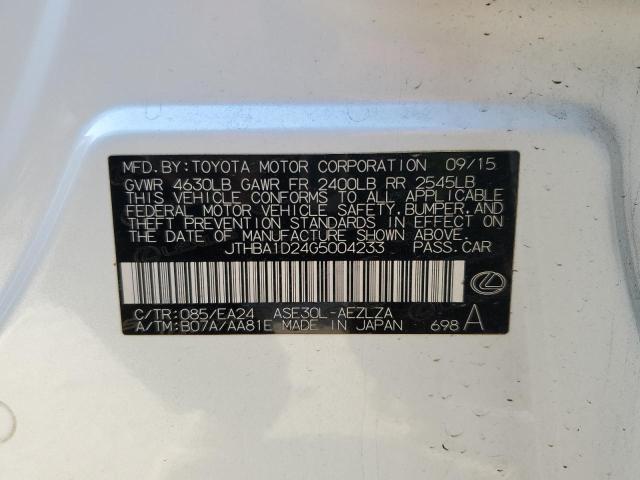 MFD.BY:TOYOTA MOTOR CORPORATION 09/15
GVWR 4630LB GAWR FR 2400LB RR 2545LB
THIS VEHICLE CONFORMS TO ALL APPLICABLE
FEDERAL MOTOR VEHICLE SAFETY,BUMPER,AND
THEFT PREVENTION STANDARDS IN EFFECT ON
THE DATE OF MANUFACTURE SHOWN ABOVE.
JTHBA1D24G5004233 PASS.CAR
C/TR:085/EA24 ASE30L-AEZLZA
A/TM:B07A/AA81E MADE IN JAPAN 698 A